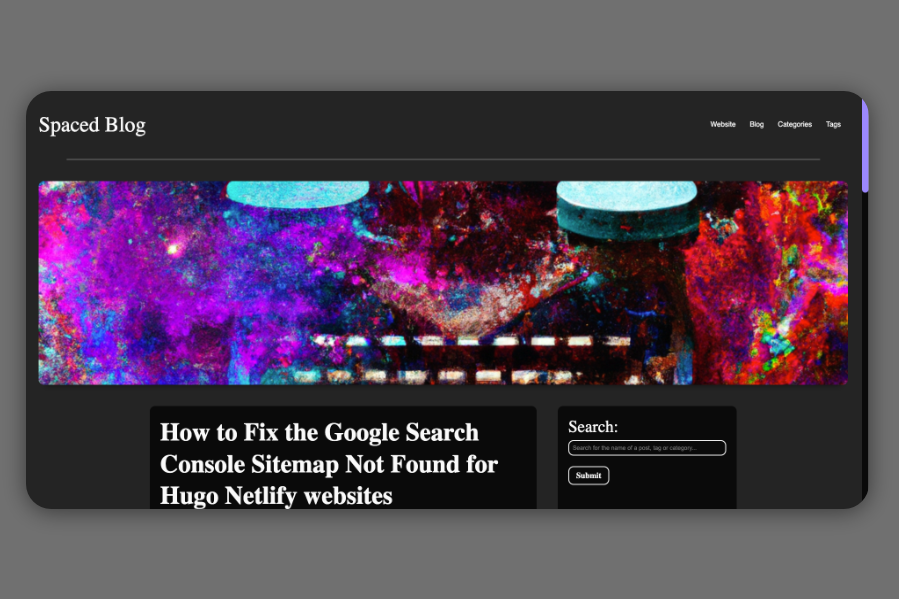 Spaced Blog
Website Blog Categories Tags
How to Fix the Google Search
Console Sitemap Not Found for
Hugo Netlify websites
Search:
Search for the name of a post, tag or category...
Submit